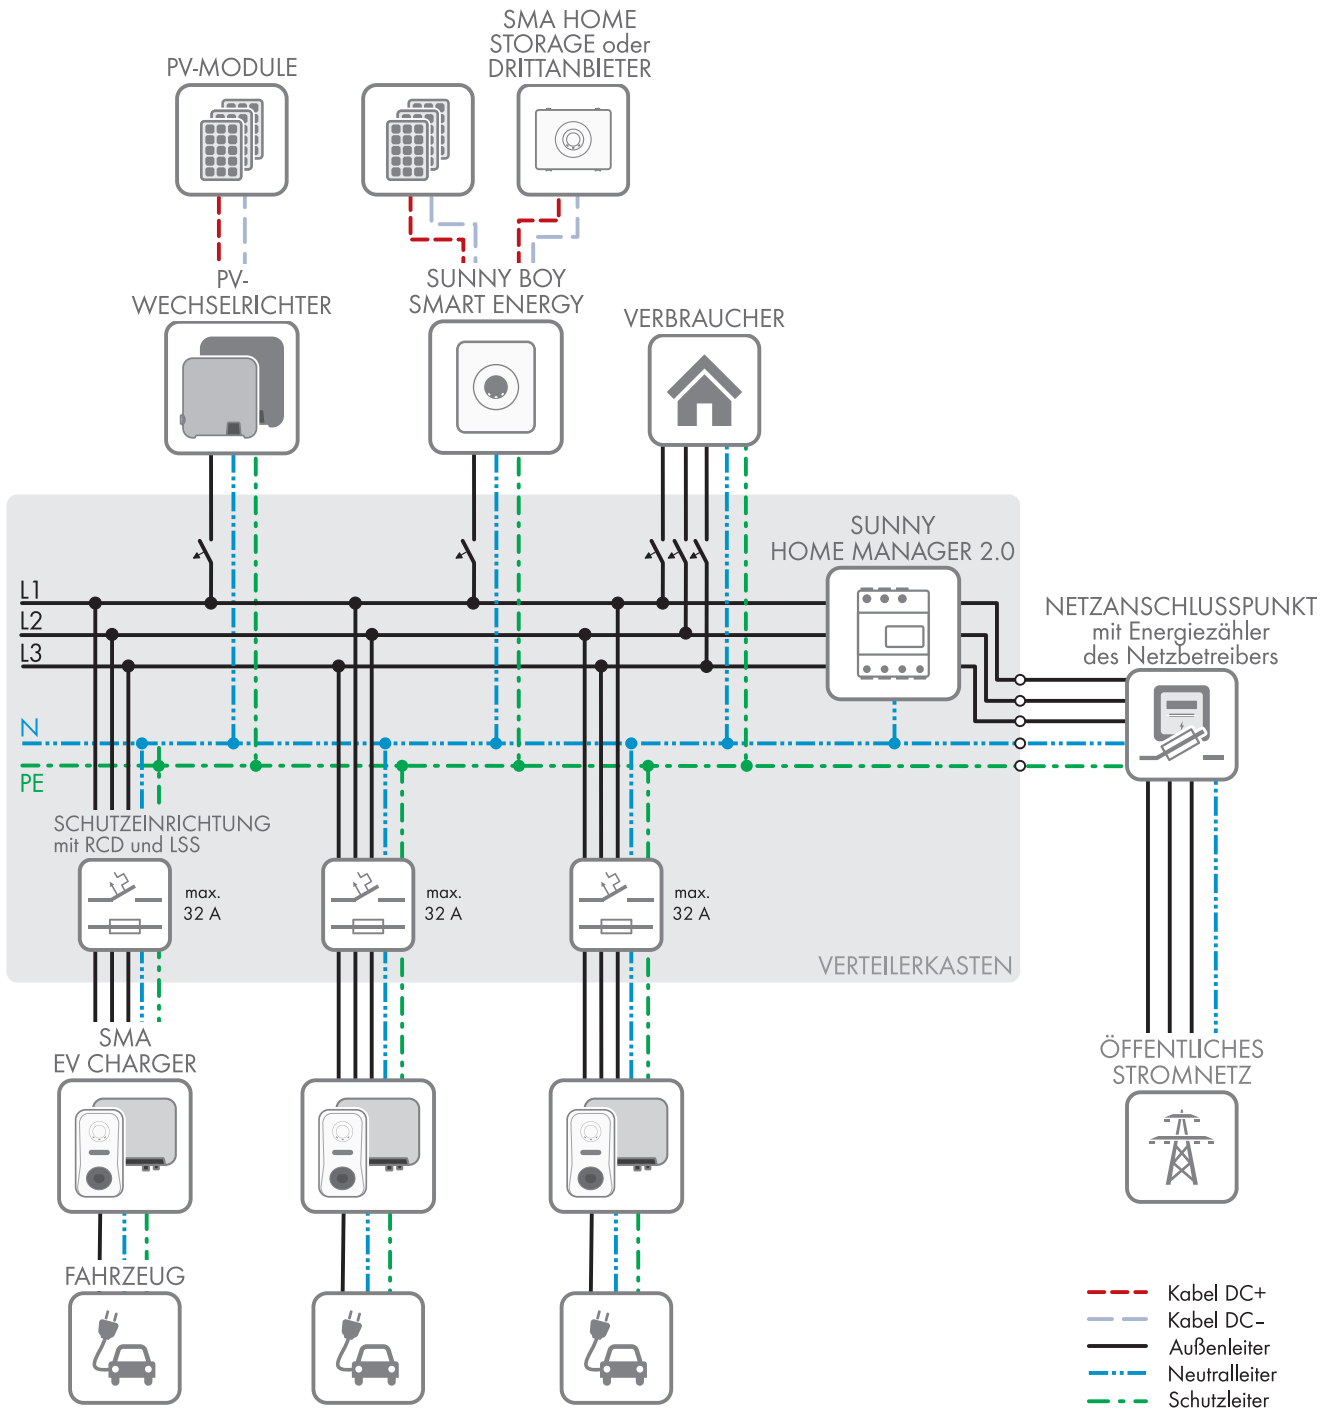 SMA HOME
STORAGE oder
DRITTANBIETER
PV-MODULE
PV-
WECHSELRICHTER
SUNNY BOY
SMART ENERGY
VERBRAUCHER
SUNNY
HOME MANAGER 2.0
L1
L2
L3
N
PE
NETZANSCHLUSSPUNKT
mit Energiezähler
des Netzbetreibers
SCHUTZEINRICHTUNG
mit RCD und LSS
max.
32 A
max.
32 A
max.
32 A
VERTEILERKASTEN
SMA
EV CHARGER
ÖFFENTLICHES
STROMNETZ
FAHRZEUG
Kabel DC+
Kabel DC–
Außenleiter
Neutralleiter
Schutzleiter